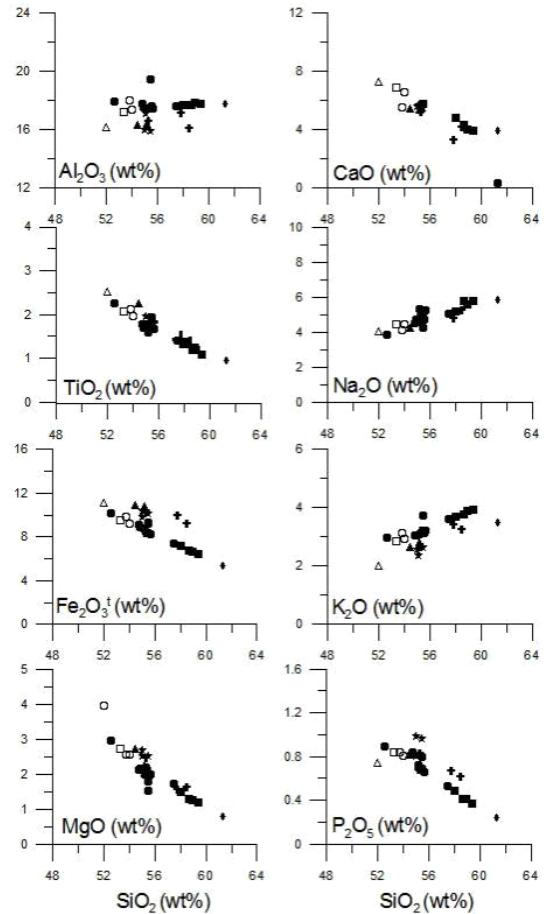 24
20
16
12
48 52 56 60 64
Al₂O₃ (wt%)
12
8
4
0
48 52 56 60 64
CaO (wt%)
4
3
2
1
0
48 52 56 60 64
TiO₂ (wt%)
10
8
6
4
2
0
48 52 56 60 64
Na₂O (wt%)
16
12
8
4
0
48 52 56 60 64
Fe₂O₃ᵗ (wt%)
6
4
2
0
48 52 56 60 64
K₂O (wt%)
5
4
3
2
1
0
48 52 56 60 64
MgO (wt%)
SiO₂ (wt%)
1.6
1.2
0.8
0.4
0
48 52 56 60 64
P₂O₅ (wt%)
SiO₂ (wt%)